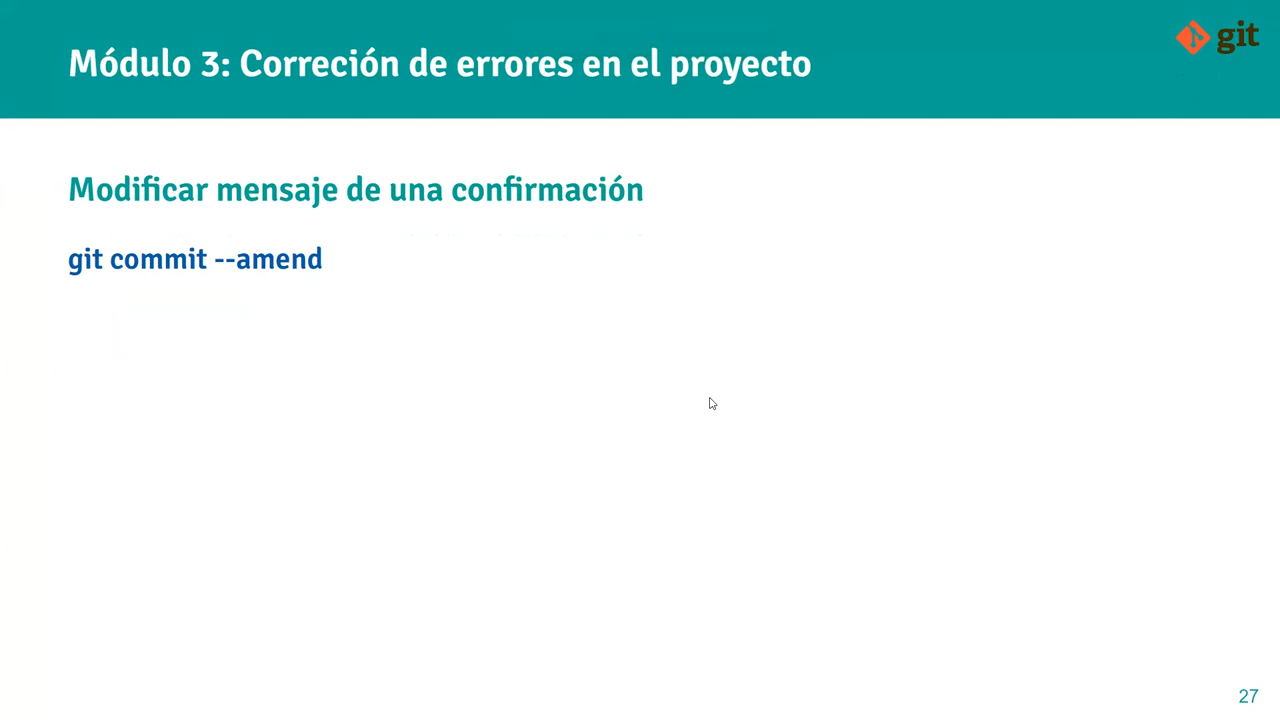 Módulo 3: Correción de errores en el proyecto
git
Modificar mensaje de una confirmación
git commit --amend
27